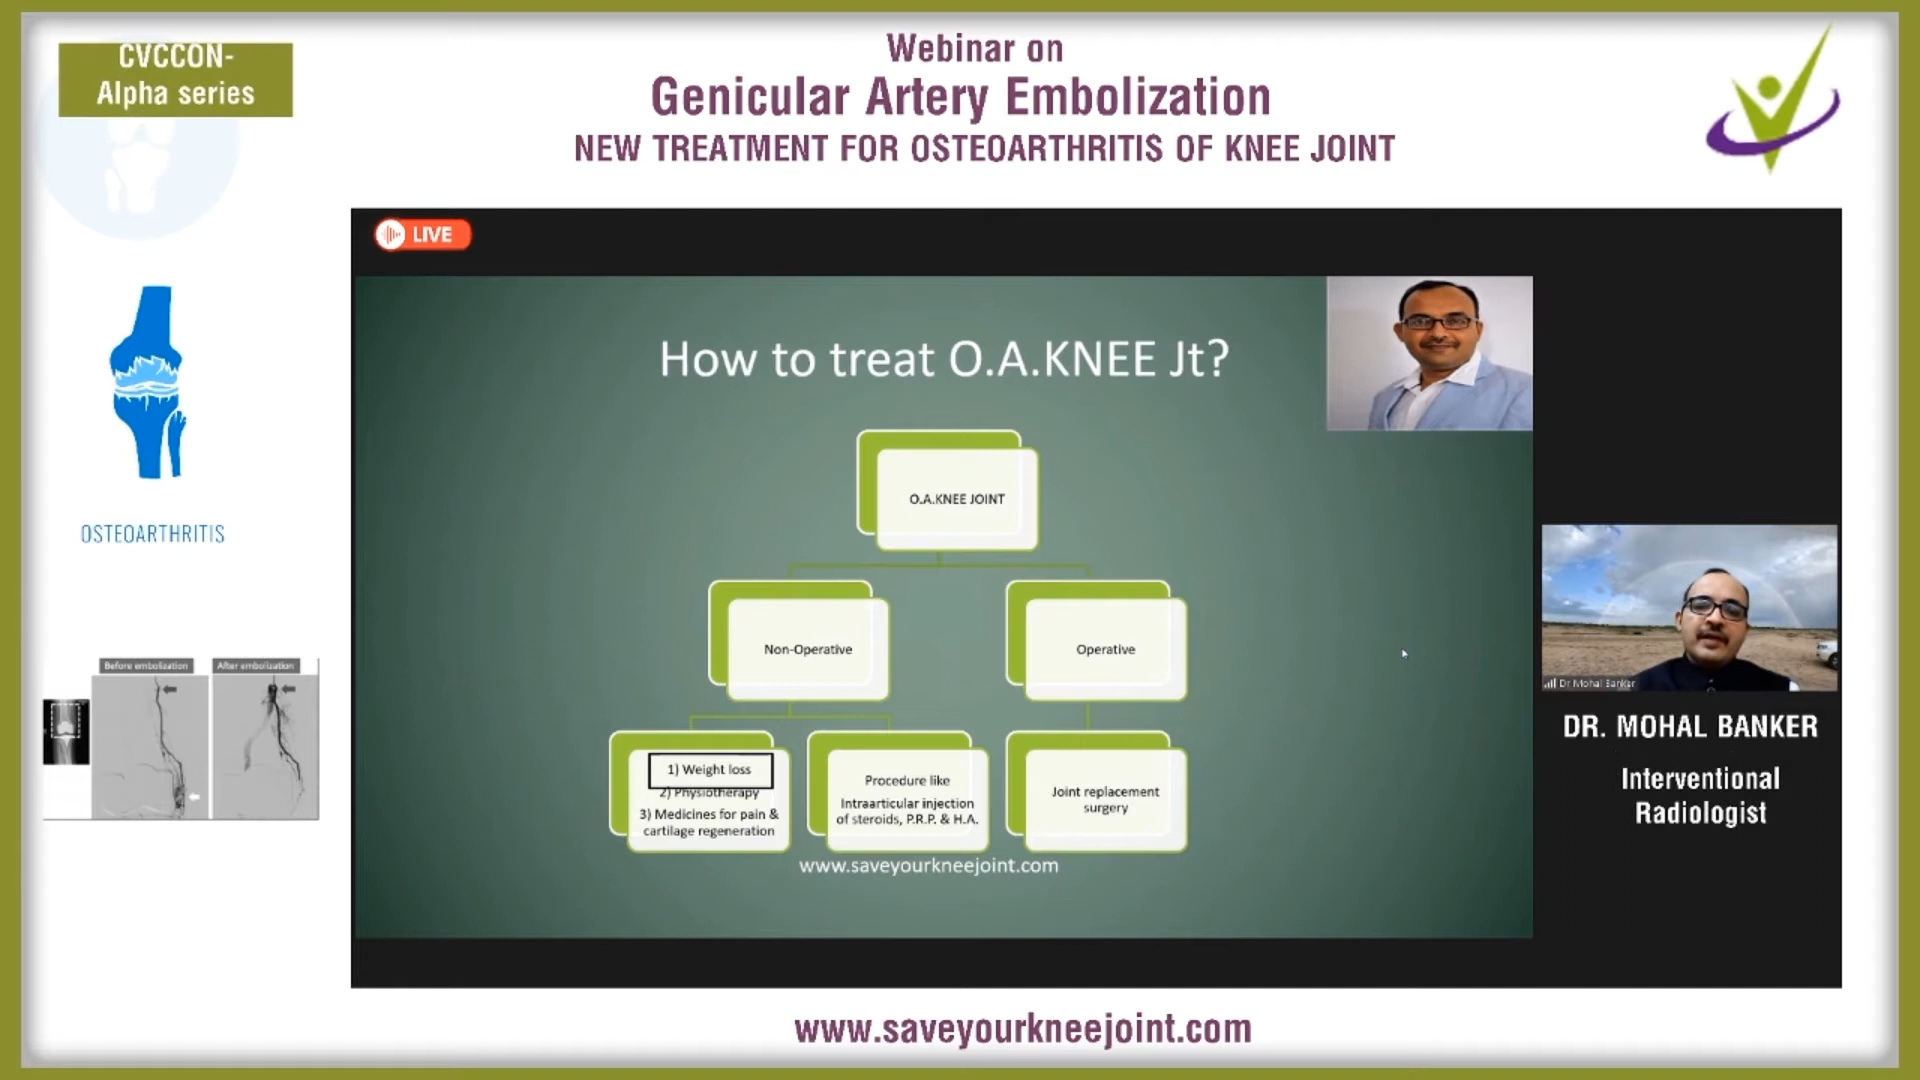 CVCCON-
Alpha series
Webinar on
Genicular Artery Embolization
NEW TREATMENT FOR OSTEOARTHRITIS OF KNEE JOINT
LIVE
How to treat O.A.KNEE Jt?
O.A.KNEE JOINT
Non-Operative
Operative
1) Weight loss
2) Physiotherapy
3) Medicines for pain &
cartilage regeneration
Procedure like
Intraarticular injection
of steroids, P.R.P. & H.A.
Joint replacement
surgery
www.saveyourkneejoint.com
OSTEOARTHRITIS
Before embolization
After embolization
Dr Mohal Banker
DR. MOHAL BANKER
Interventional
Radiologist
www.saveyourkneejoint.com